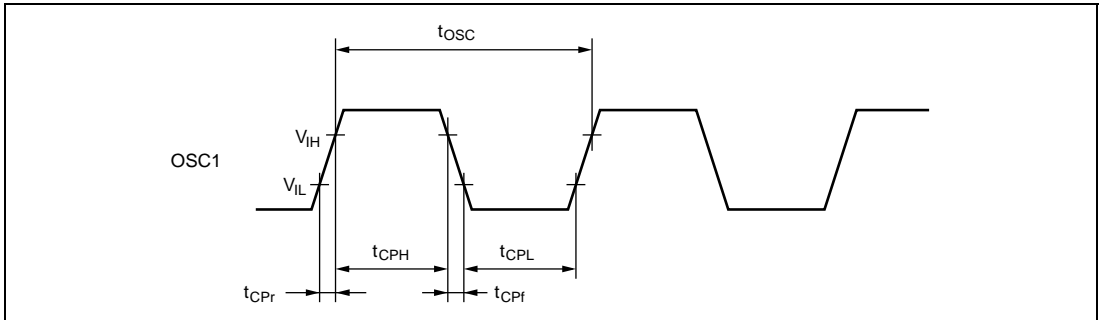 tOSC
VIH
OSC1
VIL
tCPH
tCPL
tCPr
tCPf